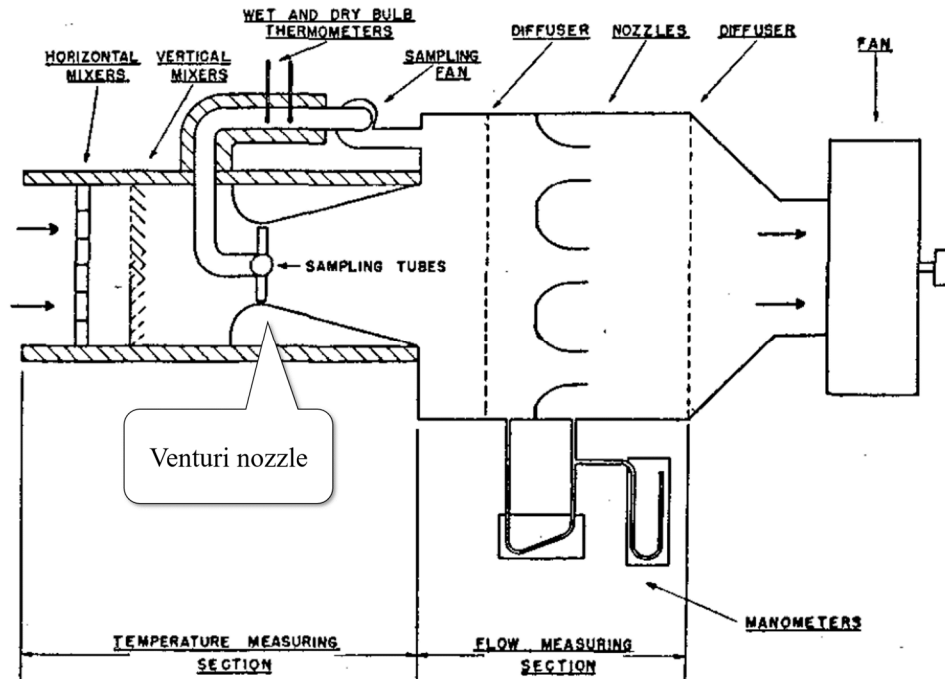 WET AND DRY BULB
THERMOMETERS
HORIZONTAL
MIXERS
VERTICAL
MIXERS
SAMPLING
FAN
DIFFUSER
NOZZLES
DIFFUSER
FAN
SAMPLING TUBES
Venturi nozzle
MANOMETERS
TEMPERATURE MEASURING
SECTION
FLOW MEASURING
SECTION